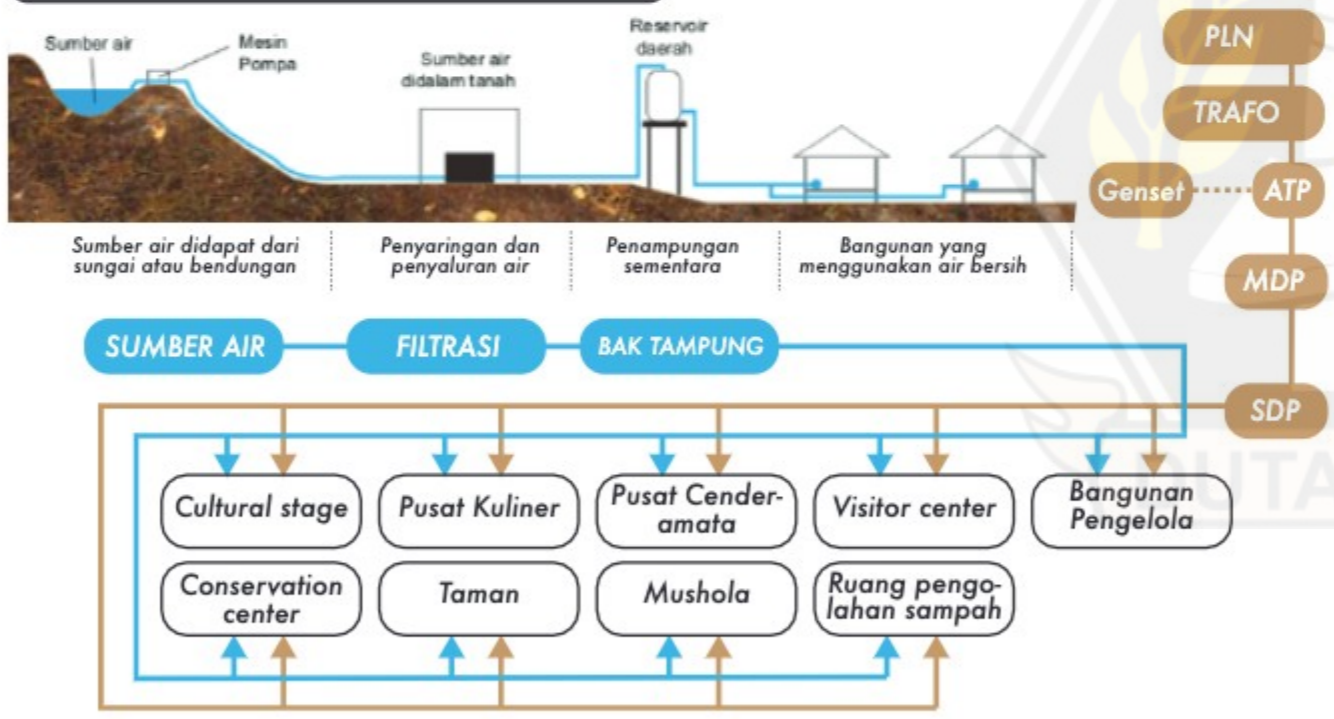 Sumber air
Mesin
Pompa
Sumber air
didalam tanah
Reservoir
daerah
PLN
TRAFO
Genset
ATP
MDP
SDP
Sumber air didapat dari
sungai atau bendungan
Penyaringan dan
penyaluran air
Penampungan
sementara
Bangunan yang
menggunakan air bersih
SUMBER AIR
FILTRASI
BAK TAMPUNG
Cultural stage
Pusat Kuliner
Pusat Cender-
amata
Visitor center
Bangunan
Pengelola
Conservation
center
Taman
Mushola
Ruang pengo-
lahan sampah
DUTA